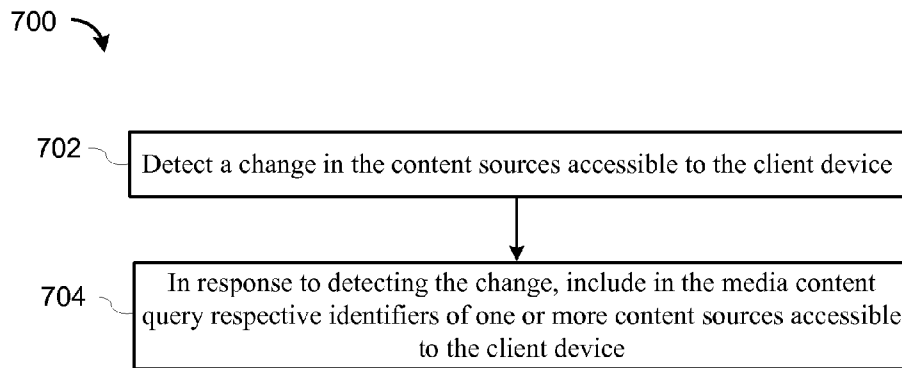 700
702
Detect a change in the content sources accessible to the client device
704
In response to detecting the change, include in the media content
query respective identifiers of one or more content sources accessible
to the client device